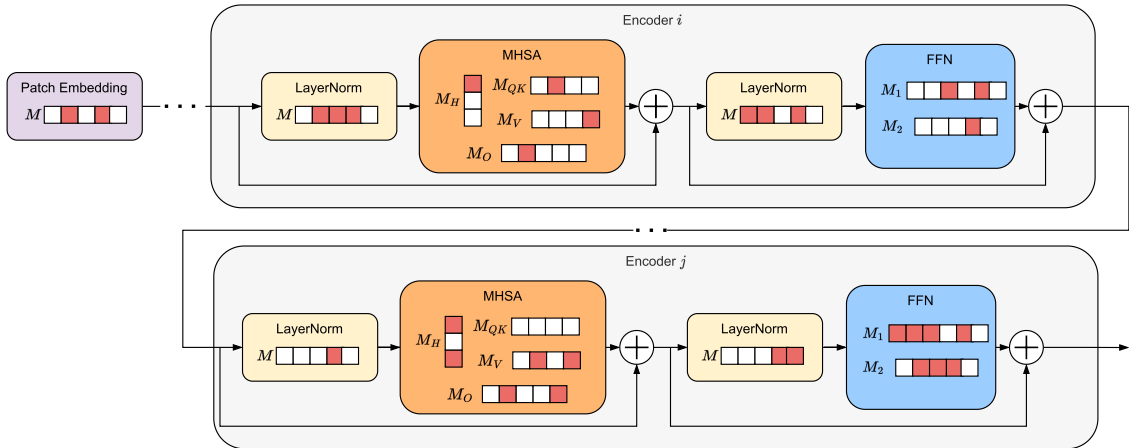 Encoder i
Patch Embedding
M
LayerNorm
M
MHSA
M_H
M_QK
M_V
M_O
LayerNorm
M
FFN
M_1
M_2
Encoder j
LayerNorm
M
MHSA
M_H
M_QK
M_V
M_O
LayerNorm
M
FFN
M_1
M_2